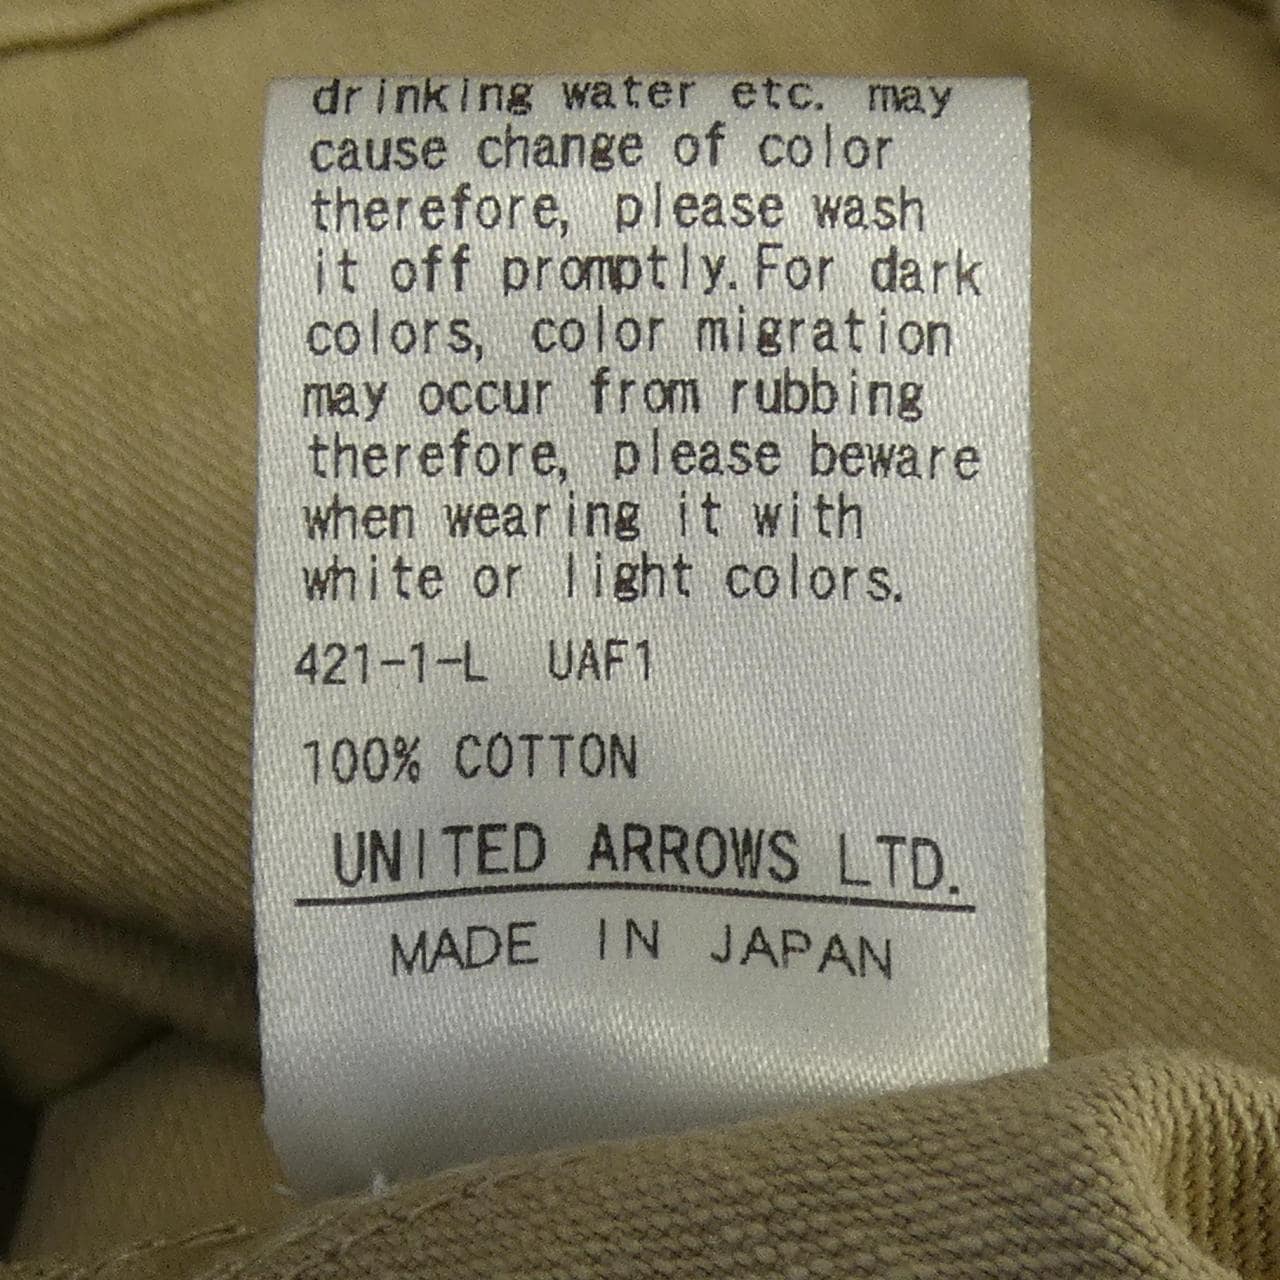 drinking water etc. may
cause change of color
therefore, please wash
it off promptly. For dark
colors, color migration
may occur from rubbing
therefore, please beware
when wearing it with
white or light colors.
421-1-L UAF1
100% COTTON
UNITED ARROWS LTD.
MADE IN JAPAN